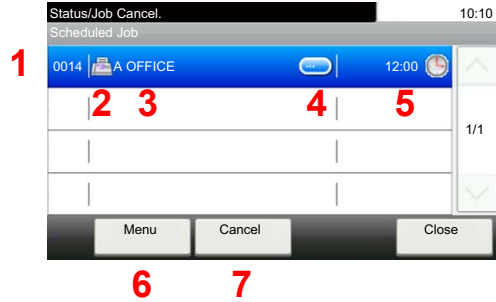 Status/Job Cancel. 10:10
Scheduled Job
1 0014 A OFFICE ... 12:00
2 3 4 5
1/1
Menu Cancel Close
6 7